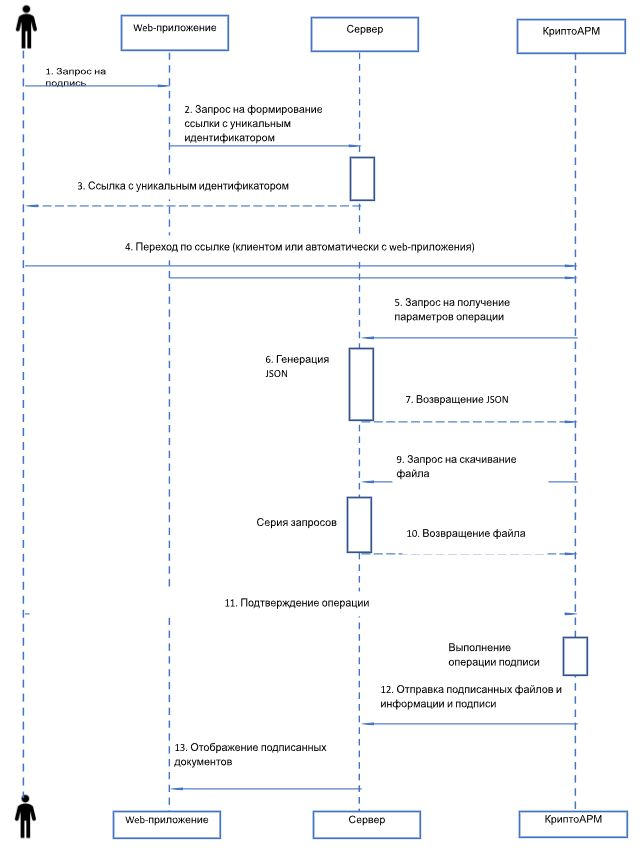 Web-приложение
Сервер
КриптоАРМ
1. Запрос на
подпись
2. Запрос на формирование
ссылки с уникальным
идентификатором
3. Ссылка с уникальным идентификатором
4. Переход по ссылке (клиентом или автоматически с web-приложения)
5. Запрос на получение
параметров операции
6. Генерация
JSON
7. Возвращение JSON
9. Запрос на скачивание
файла
Серия запросов
10. Возвращение файла
11. Подтверждение операции
Выполнение
операции подписи
12. Отправка подписанных файлов и
информации и подписи
13. Отображение подписанных
документов
Web-приложение
Сервер
КриптоАРМ